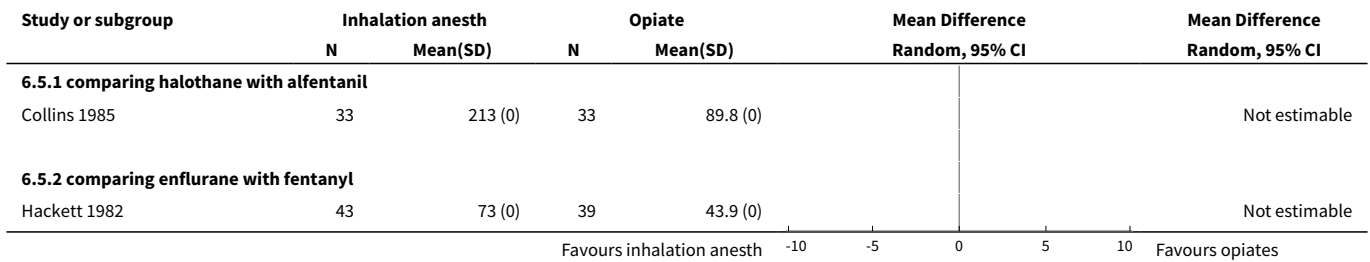 Study or subgroup Inhalation anesth Opiate Mean Difference Mean Difference
N Mean(SD) N Mean(SD) Random, 95% CI Random, 95% CI
6.5.1 comparing halothane with alfentanil
Collins 1985 33 213 (0) 33 89.8 (0) Not estimable
6.5.2 comparing enflurane with fentanyl
Hackett 1982 43 73 (0) 39 43.9 (0) Not estimable
Favours inhalation anesth -10 -5 0 5 10 Favours opiates